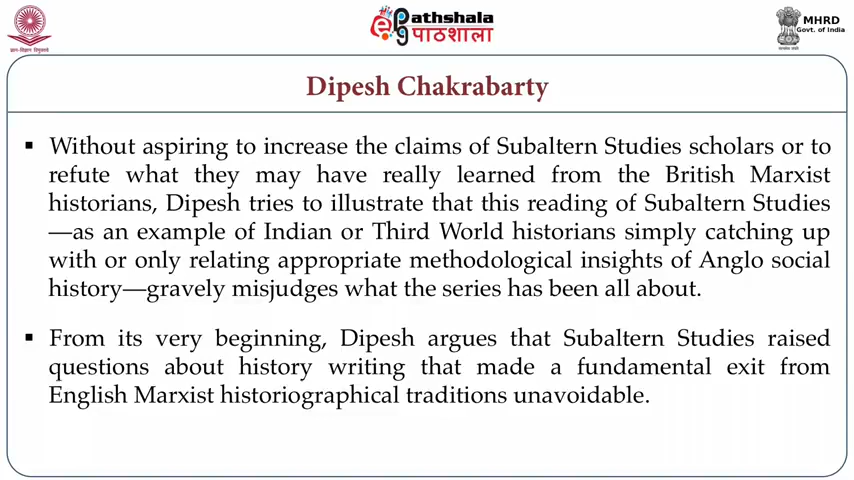 ePathshala
पाठशाला
MHRD
Govt. of India
Dipesh Chakrabarty
▪ Without aspiring to increase the claims of Subaltern Studies scholars or to
refute what they may have really learned from the British Marxist
historians, Dipesh tries to illustrate that this reading of Subaltern Studies
—as an example of Indian or Third World historians simply catching up
with or only relating appropriate methodological insights of Anglo social
history—gravely misjudges what the series has been all about.
▪ From its very beginning, Dipesh argues that Subaltern Studies raised
questions about history writing that made a fundamental exit from
English Marxist historiographical traditions unavoidable.